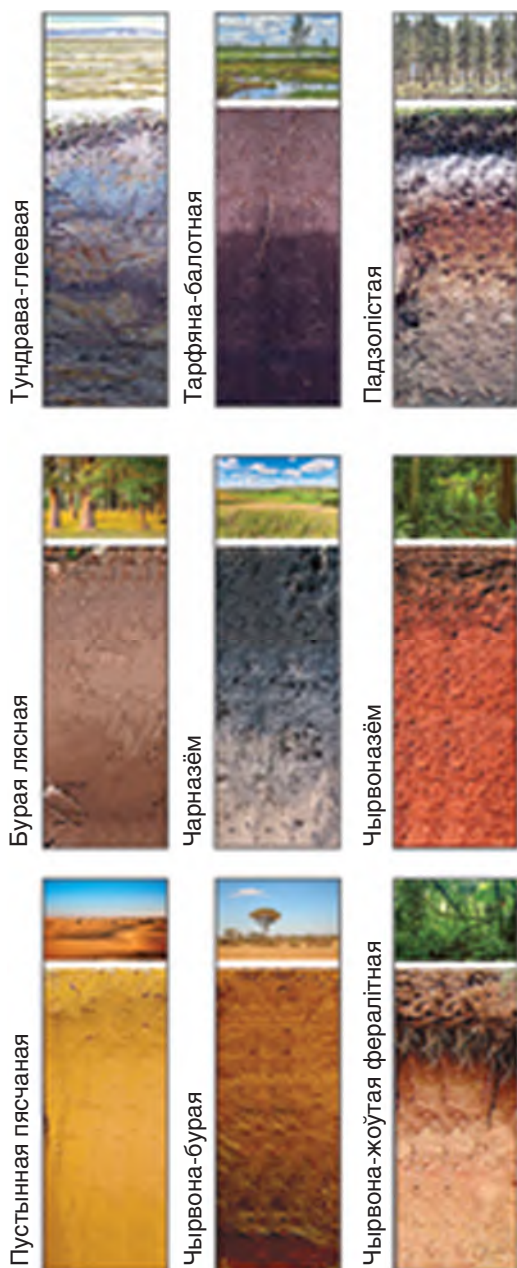 Тундрава-глеевая
Тарфяна-балотная
Падзолістая
Бурая лясная
Чарназём
Чырвоназём
Пустынная пясчаная
Чырвона-бурая
Чырвона-жоўтая фералітная